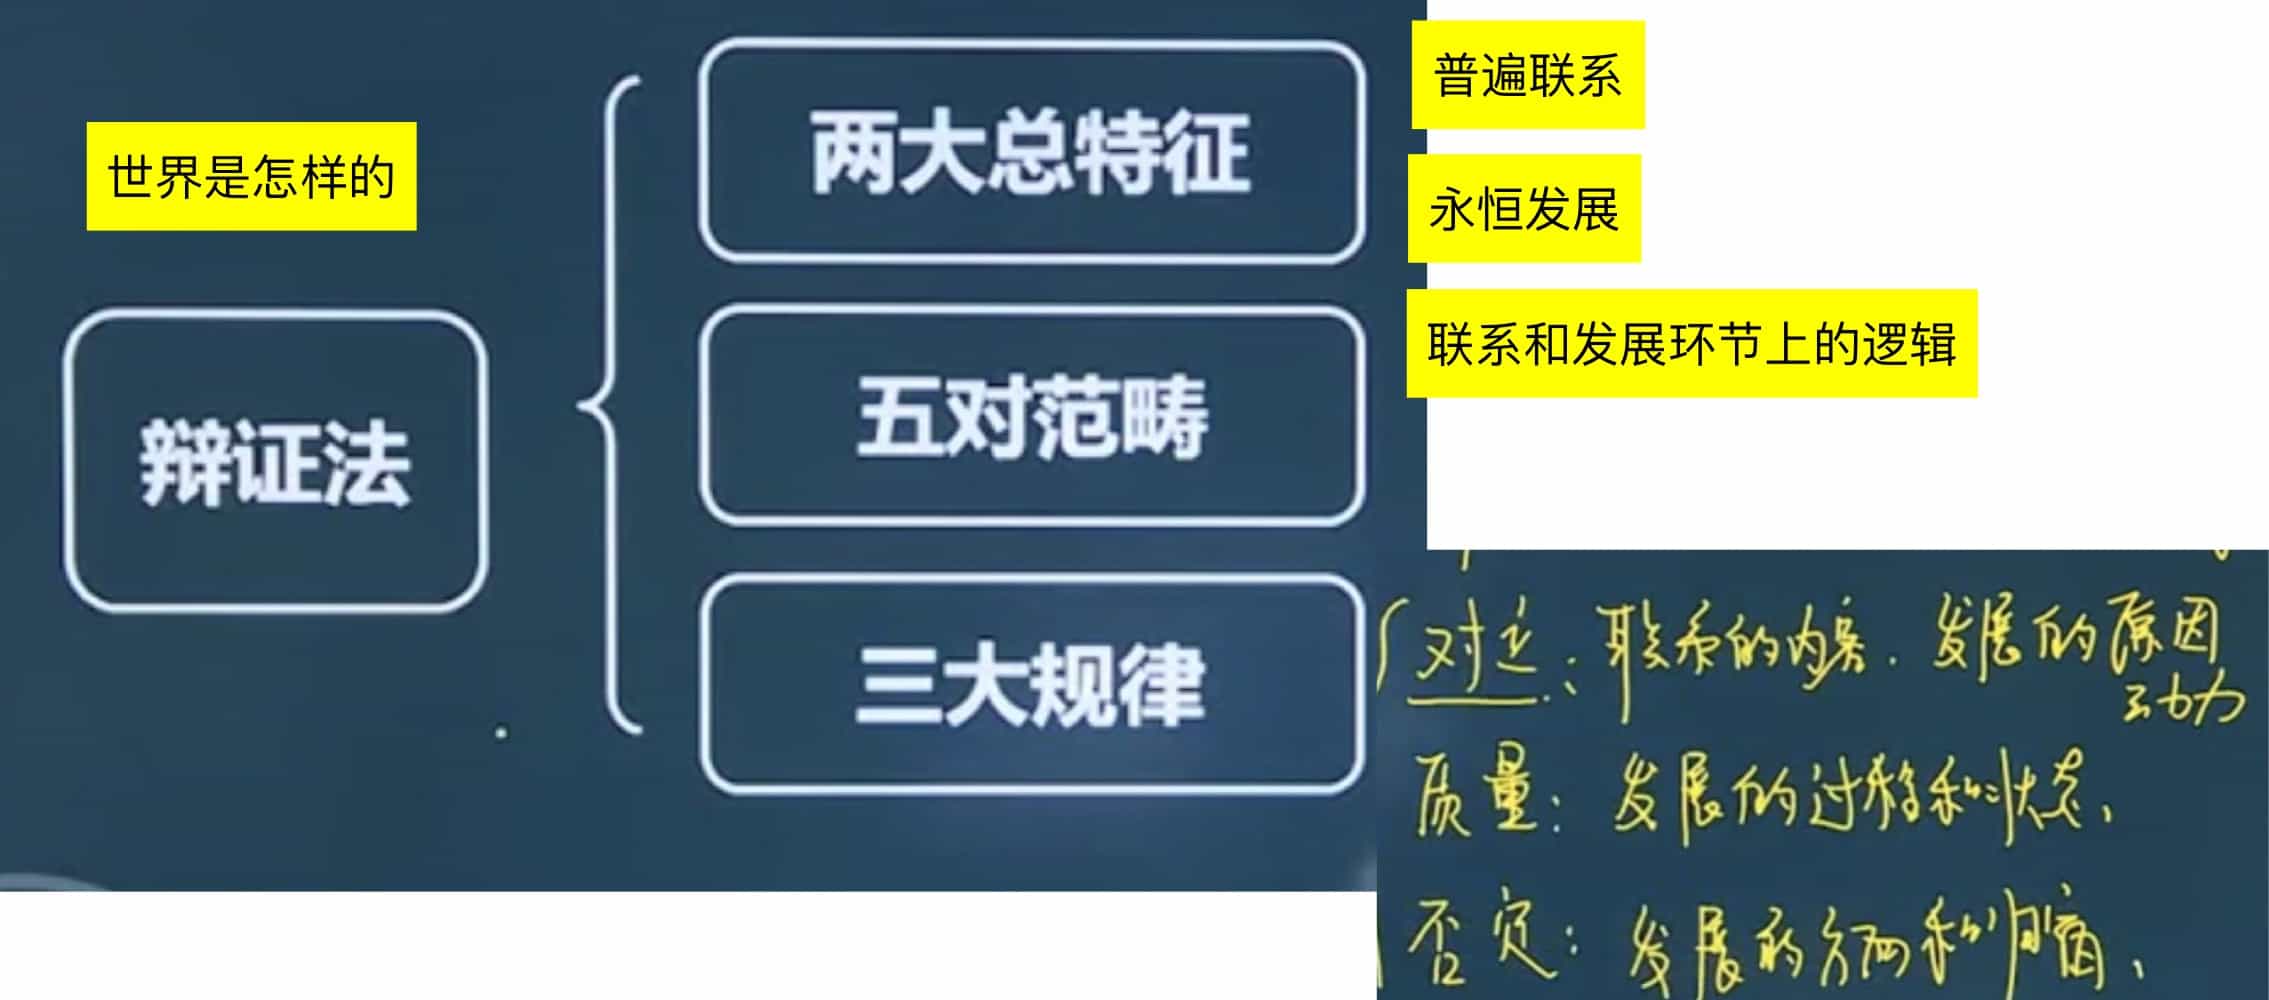 世界是怎样的
辩证法
两大总特征
普遍联系
永恒发展
五对范畴
联系和发展环节上的逻辑
三大规律
对立：联系的内容．发展的原因
动力
质量：发展的过程和状态，
否定：发展的方向和